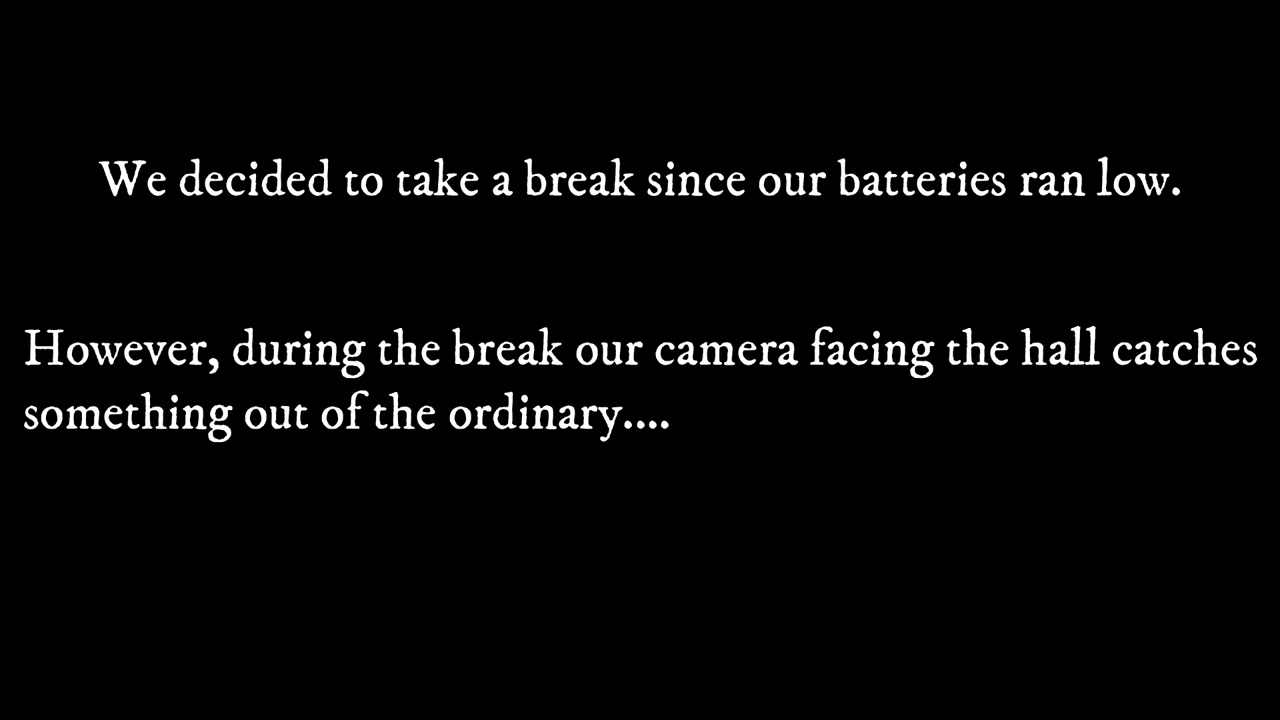 We decided to take a break since our batteries ran low.
However, during the break our camera facing the hall catches
something out of the ordinary....